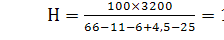 H = 100×3200 / 66−11−6+4,5−25 =